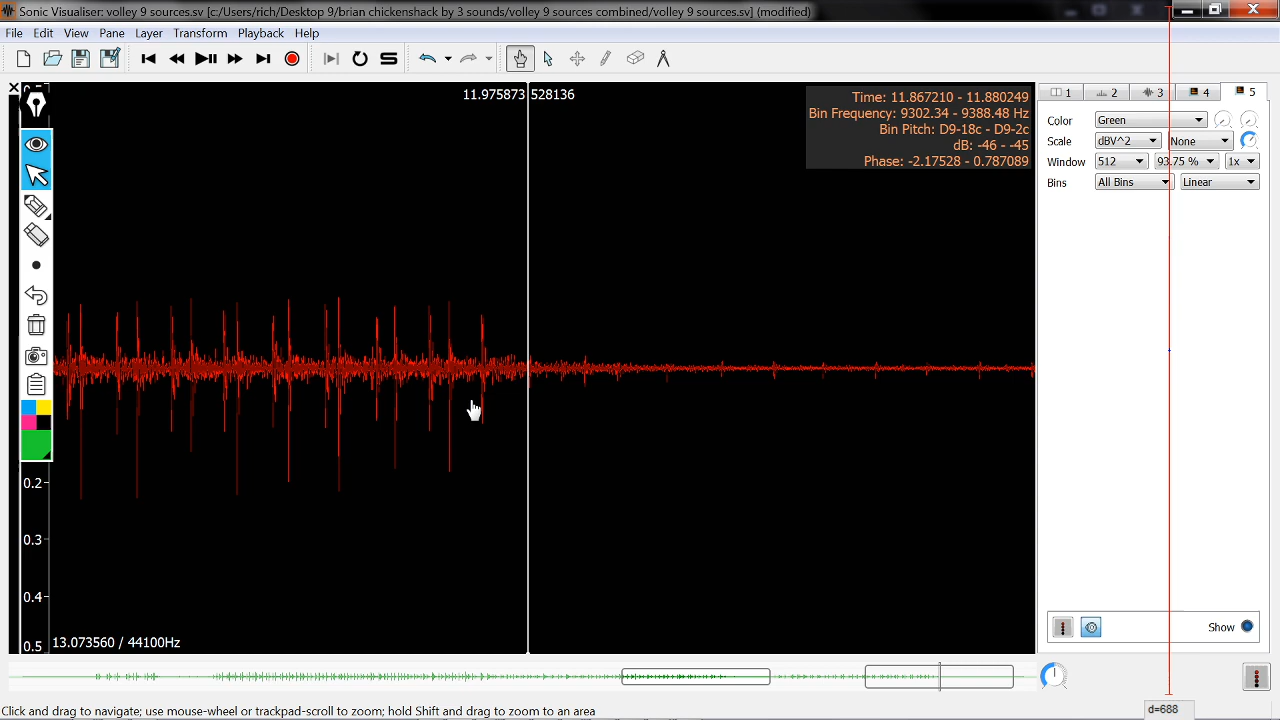 Sonic Visualiser: volley 9 sources.sv [c:/Users/rich/Desktop 9/brian chickenshack by 3 sounds/volley 9 sources combined/volley 9 sources.sv] (modified)
File Edit View Pane Layer Transform Playback Help
11.975873 528136
Time: 11.867210 - 11.880249
Bin Frequency: 9302.34 - 9388.48 Hz
Bin Pitch: D9-18c - D9-2c
dB: -46 - -45
Phase: -2.17528 - 0.787089
1 2 3 4 5
Color Green
Scale dBV^2 None
Window 512 93.75 % 1x
Bins All Bins Linear
0.2
0.3
0.4
0.5
13.073560 / 44100Hz
Show
Click and drag to navigate; use mouse-wheel or trackpad-scroll to zoom; hold Shift and drag to zoom to an area
d=688